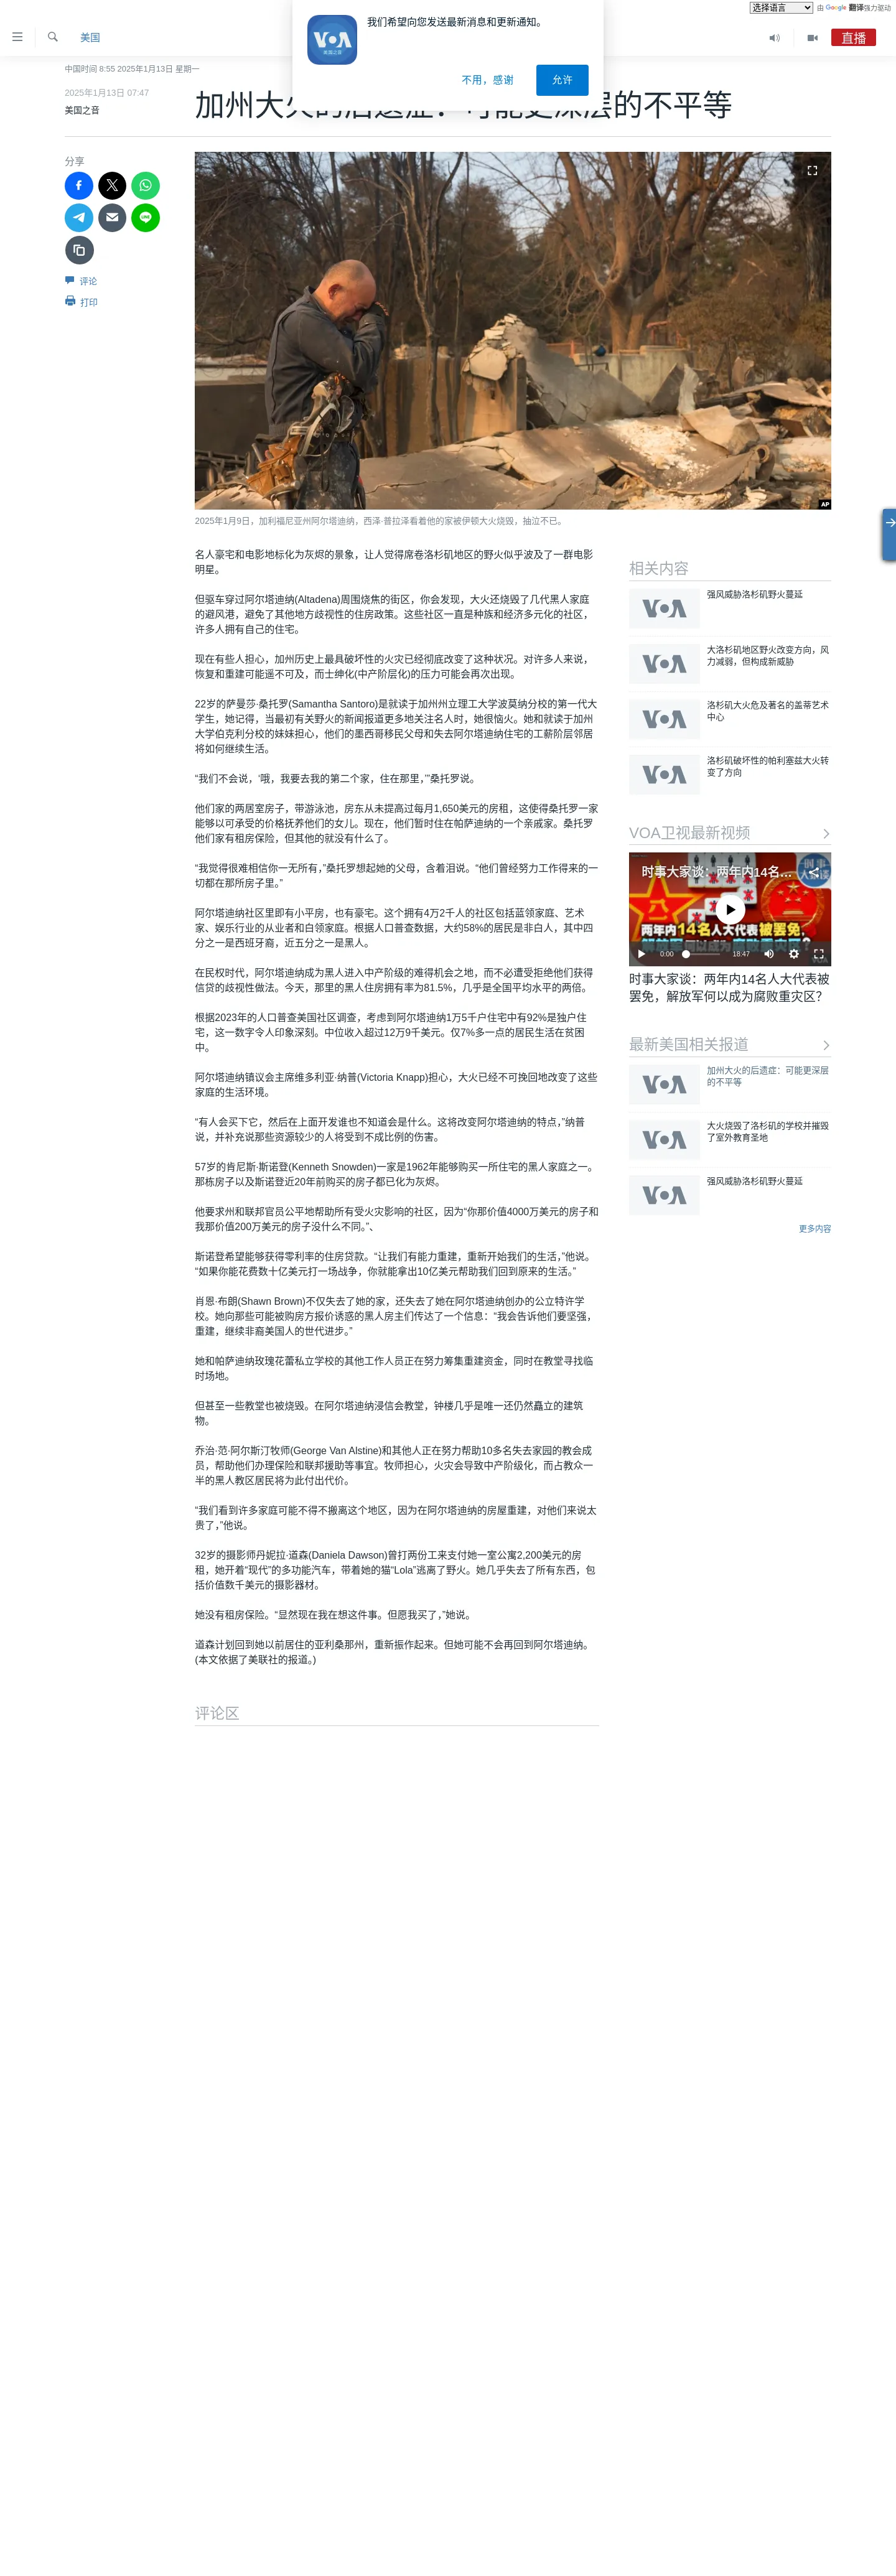 选择语言
由 Google 翻译强力驱动
美国
直播
我们希望向您发送最新消息和更新通知。
VOA
美国之音
不用，感谢
允许
中国时间 8:55 2025年1月13日 星期一
2025年1月13日 07:47
美国之音
加州大火的后遗症：可能更深层的不平等
分享
评论
打印
AP
2025年1月9日，加利福尼亚州阿尔塔迪纳，西泽·普拉泽看着他的家被伊顿大火烧毁，抽泣不已。
名人豪宅和电影地标化为灰烬的景象，让人觉得席卷洛杉矶地区的野火似乎波及了一群电影
明星。
但驱车穿过阿尔塔迪纳(Altadena)周围烧焦的街区，你会发现，大火还烧毁了几代黑人家庭
的避风港，避免了其他地方歧视性的住房政策。这些社区一直是种族和经济多元化的社区，
许多人拥有自己的住宅。
现在有些人担心，加州历史上最具破坏性的火灾已经彻底改变了这种状况。对许多人来说，
恢复和重建可能遥不可及，而士绅化(中产阶层化)的压力可能会再次出现。
22岁的萨曼莎·桑托罗(Samantha Santoro)是就读于加州州立理工大学波莫纳分校的第一代大
学生，她记得，当最初有关野火的新闻报道更多地关注名人时，她很恼火。她和就读于加州
大学伯克利分校的妹妹担心，他们的墨西哥移民父母和失去阿尔塔迪纳住宅的工薪阶层邻居
将如何继续生活。
“我们不会说，‘哦，我要去我的第二个家，住在那里，’”桑托罗说。
他们家的两居室房子，带游泳池，房东从未提高过每月1,650美元的房租，这使得桑托罗一家
能够以可承受的价格抚养他们的女儿。现在，他们暂时住在帕萨迪纳的一个亲戚家。桑托罗
他们家有租房保险，但其他的就没有什么了。
“我觉得很难相信你一无所有，”桑托罗想起她的父母，含着泪说。“他们曾经努力工作得来的一
切都在那所房子里。”
阿尔塔迪纳社区里即有小平房，也有豪宅。这个拥有4万2千人的社区包括蓝领家庭、艺术
家、娱乐行业的从业者和白领家庭。根据人口普查数据，大约58%的居民是非白人，其中四
分之一是西班牙裔，近五分之一是黑人。
在民权时代，阿尔塔迪纳成为黑人进入中产阶级的难得机会之地，而不必遭受拒绝他们获得
信贷的歧视性做法。今天，那里的黑人住房拥有率为81.5%，几乎是全国平均水平的两倍。
根据2023年的人口普查美国社区调查，考虑到阿尔塔迪纳1万5千户住宅中有92%是独户住
宅，这一数字令人印象深刻。中位收入超过12万9千美元。仅7%多一点的居民生活在贫困
中。
阿尔塔迪纳镇议会主席维多利亚·纳普(Victoria Knapp)担心，大火已经不可挽回地改变了这些
家庭的生活环境。
“有人会买下它，然后在上面开发谁也不知道会是什么。这将改变阿尔塔迪纳的特点，”纳普
说，并补充说那些资源较少的人将受到不成比例的伤害。
57岁的肯尼斯·斯诺登(Kenneth Snowden)一家是1962年能够购买一所住宅的黑人家庭之一。
那栋房子以及斯诺登近20年前购买的房子都已化为灰烬。
他要求州和联邦官员公平地帮助所有受火灾影响的社区，因为“你那价值4000万美元的房子和
我那价值200万美元的房子没什么不同。”、
斯诺登希望能够获得零利率的住房贷款。“让我们有能力重建，重新开始我们的生活，”他说。
“如果你能花费数十亿美元打一场战争，你就能拿出10亿美元帮助我们回到原来的生活。”
肖恩·布朗(Shawn Brown)不仅失去了她的家，还失去了她在阿尔塔迪纳创办的公立特许学
校。她向那些可能被购房方报价诱惑的黑人房主们传达了一个信息：“我会告诉他们要坚强，
重建，继续非裔美国人的世代进步。”
她和帕萨迪纳玫瑰花蕾私立学校的其他工作人员正在努力筹集重建资金，同时在教堂寻找临
时场地。
但甚至一些教堂也被烧毁。在阿尔塔迪纳浸信会教堂，钟楼几乎是唯一还仍然矗立的建筑
物。
乔治·范·阿尔斯汀牧师(George Van Alstine)和其他人正在努力帮助10多名失去家园的教会成
员，帮助他们办理保险和联邦援助等事宜。牧师担心，火灾会导致中产阶级化，而占教众一
半的黑人教区居民将为此付出代价。
“我们看到许多家庭可能不得不搬离这个地区，因为在阿尔塔迪纳的房屋重建，对他们来说太
贵了，”他说。
32岁的摄影师丹妮拉·道森(Daniela Dawson)曾打两份工来支付她一室公寓2,200美元的房
租，她开着“现代”的多功能汽车，带着她的猫“Lola”逃离了野火。她几乎失去了所有东西，包
括价值数千美元的摄影器材。
她没有租房保险。“显然现在我在想这件事。但愿我买了，”她说。
道森计划回到她以前居住的亚利桑那州，重新振作起来。但她可能不会再回到阿尔塔迪纳。
(本文依据了美联社的报道。)
评论区
相关内容
VOA
强风威胁洛杉矶野火蔓延
VOA
大洛杉矶地区野火改变方向，风
力减弱，但构成新威胁
VOA
洛杉矶大火危及著名的盖蒂艺术
中心
VOA
洛杉矶破坏性的帕利塞兹大火转
变了方向
VOA卫视最新视频
时事大家谈：两年内14名...
两年内14名人大代表被罢免，
0:00
18:47
时事大家谈：两年内14名人大代表被
罢免，解放军何以成为腐败重灾区？
最新美国相关报道
VOA
加州大火的后遗症：可能更深层
的不平等
VOA
大火烧毁了洛杉矶的学校并摧毁
了室外教育圣地
VOA
强风威胁洛杉矶野火蔓延
更多内容